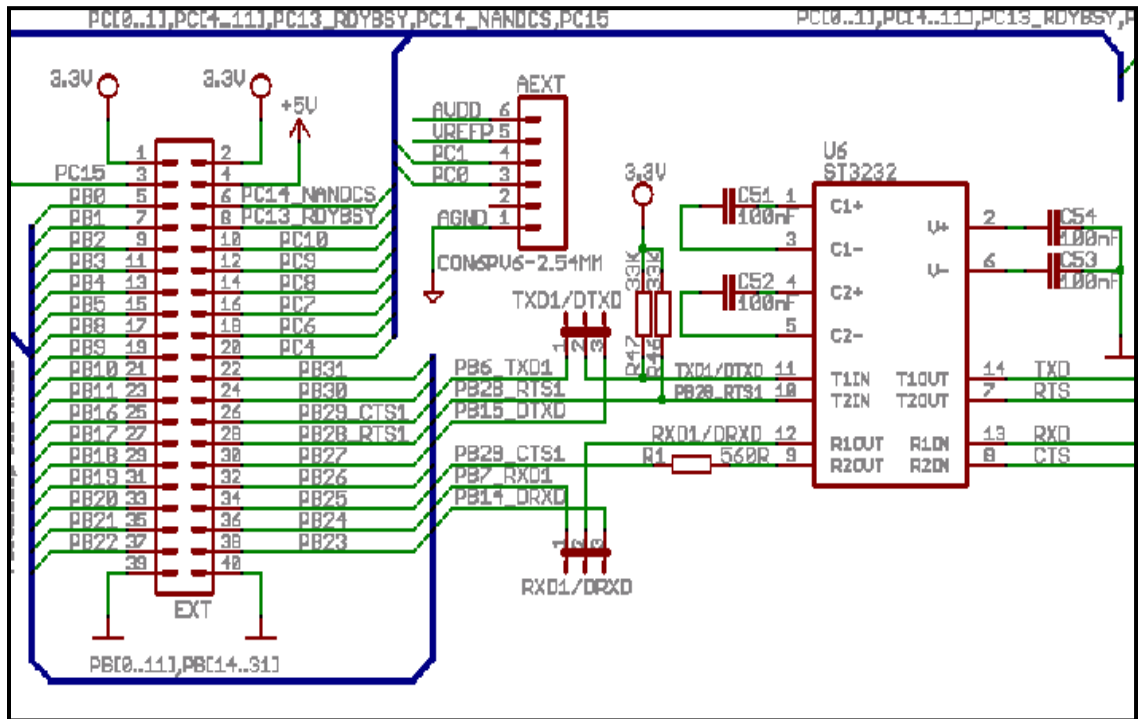 PC[0..1],PC[4..11],PC13_RDYBSY,PC14_NANDCS,PC15
PC[0..1],PC[4..11],PC13_RDYBSY,P
3.3V
3.3V
+5V
1 2
PC15 3 4
PB0 5 6 PC14_NANDCS
PB1 7 8 PC13_RDYBSY
PB2 9 10 PC10
PB3 11 12 PC9
PB4 13 14 PC8
PB5 15 16 PC7
PB8 17 18 PC6
PB9 19 20 PC4
PB10 21 22 PB31
PB11 23 24 PB30
PB16 25 26 PB29_CTS1
PB17 27 28 PB28_RTS1
PB18 29 30 PB27
PB19 31 32 PB26
PB20 33 34 PB25
PB21 35 36 PB24
PB22 37 38 PB23
39 40
EXT
PB[0..11],PB[14..31]
AEXT
AVDD 6
VREFP 5
PC1 4
PC0 3
2
AGND 1
CON6PV6-2.54MM
TXD1/DTXD
1 2 3
PB6_TXD1
PB28_RTS1
PB15_DTXD
PB29_CTS1
PB7_RXD1
PB14_DRXD
1 2 3
RXD1/DRXD
3.3V
33K 33K
R47 R46
R1 560R
U6
ST3232
C51
100nF
C52
100nF
1 C1+
3 C1-
4 C2+
5 C2-
TXD1/DTXD 11 T1IN
PB28_RTS1 10 T2IN
RXD1/DRXD 12 R1OUT
9 R2OUT
V+ 2
V- 6
C54
100nF
C53
100nF
T1OUT 14 TXD
T2OUT 7 RTS
R1IN 13 RXD
R2IN 8 CTS